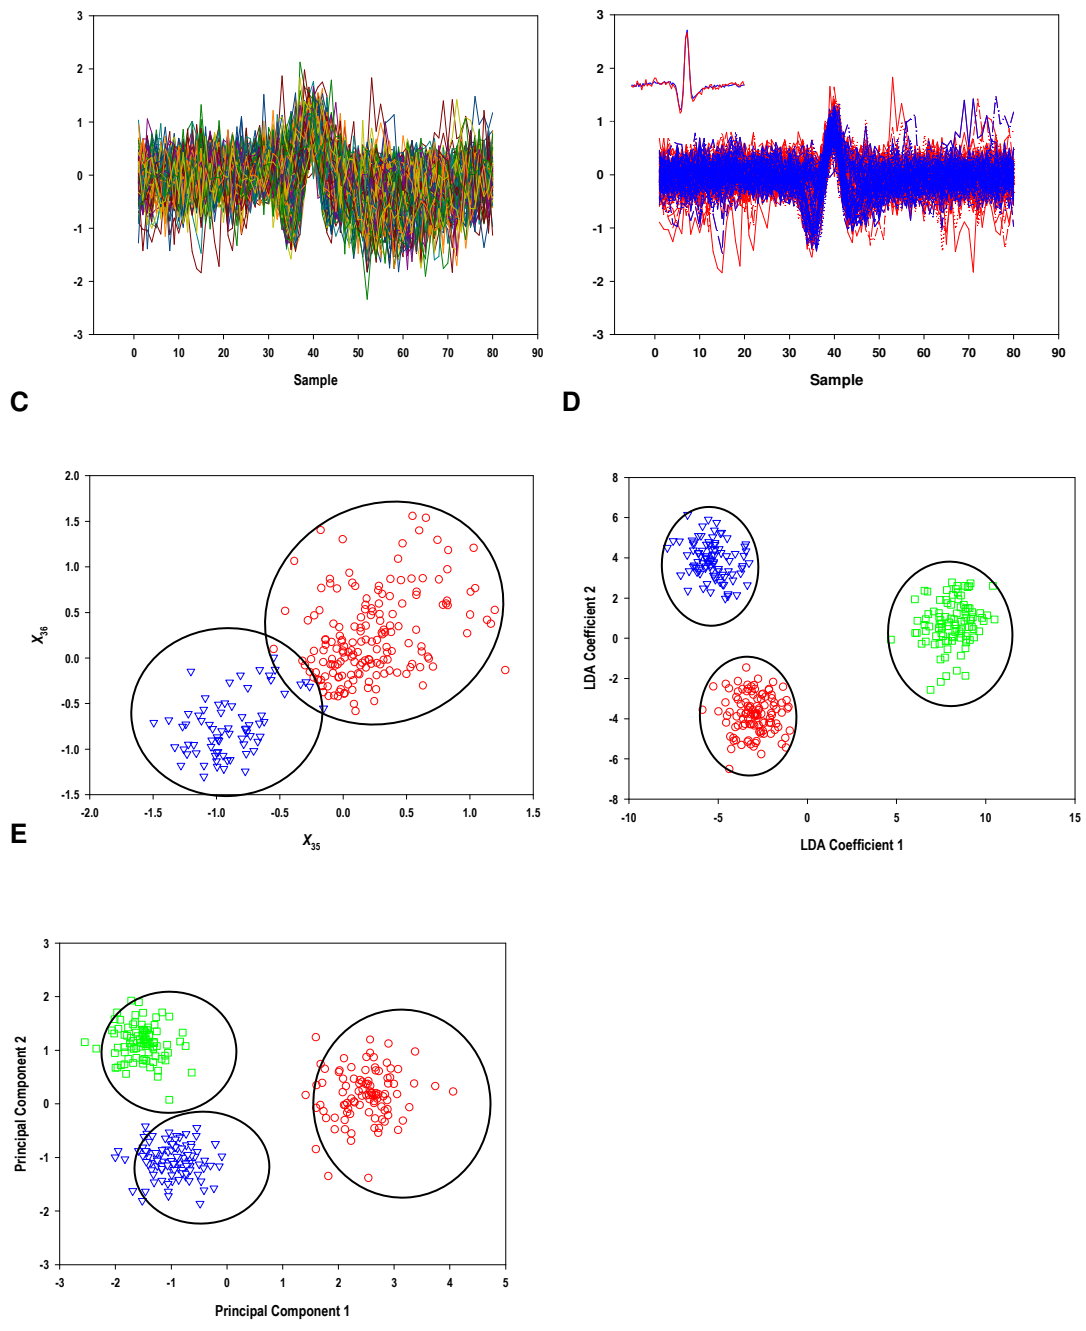 3
2
1
0
-1
-2
-3
0 10 20 30 40 50 60 70 80 90
Sample
3
2
1
0
-1
-2
-3
0 10 20 30 40 50 60 70 80 90
Sample
C
D
2.0
1.5
1.0
0.5
0.0
-0.5
-1.0
-1.5
X36
-2.0 -1.5 -1.0 -0.5 0.0 0.5 1.0 1.5
X35
8
6
4
2
0
-2
-4
-6
-8
LDA Coefficient 2
-10 -5 0 5 10 15
LDA Coefficient 1
E
3
2
1
0
-1
-2
-3
Principal Component 2
-3 -2 -1 0 1 2 3 4 5
Principal Component 1